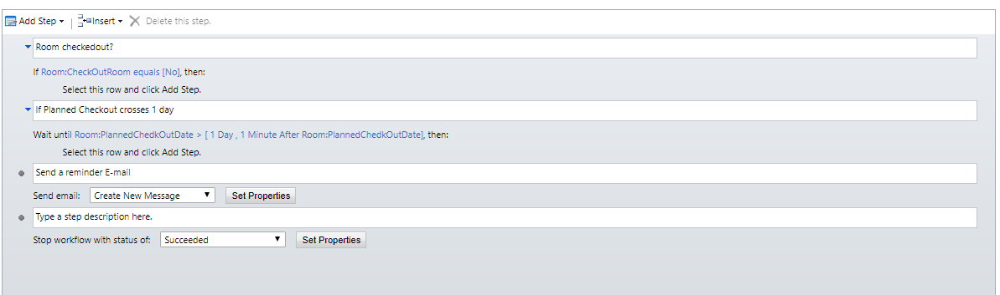 Add Step Insert Delete this step.
Room checkedout?
If Room:CheckOutRoom equals [No], then:
Select this row and click Add Step.
If Planned Checkout crosses 1 day
Wait until Room:PlannedChedkOutDate > [ 1 Day , 1 Minute After Room:PlannedChedkOutDate], then:
Select this row and click Add Step.
Send a reminder E-mail
Send email: Create New Message Set Properties
Type a step description here.
Stop workflow with status of: Succeeded Set Properties